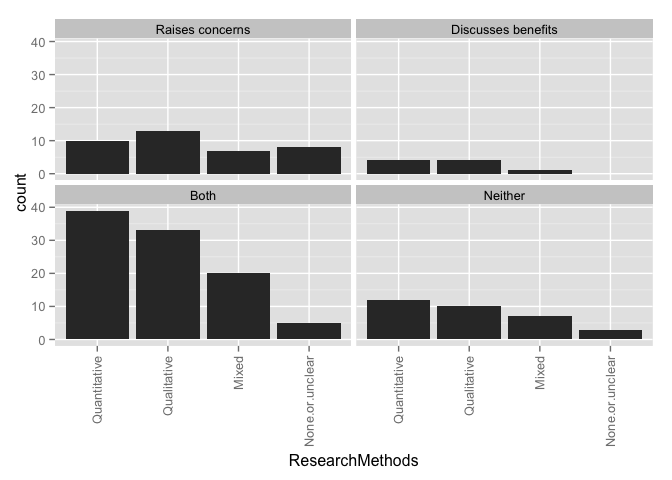 Raises concerns
Discusses benefits
40
30
20
10
0
Both
Neither
40
30
20
10
0
count
Quantitative
Qualitative
Mixed
None.or.unclear
Quantitative
Qualitative
Mixed
None.or.unclear
ResearchMethods